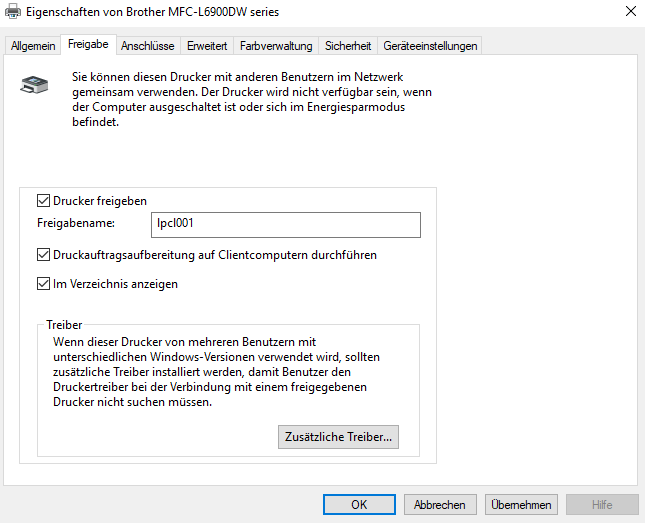 Eigenschaften von Brother MFC-L6900DW series
Allgemein Freigabe Anschlüsse Erweitert Farbverwaltung Sicherheit Geräteeinstellungen
Sie können diesen Drucker mit anderen Benutzern im Netzwerk
gemeinsam verwenden. Der Drucker wird nicht verfügbar sein, wenn
der Computer ausgeschaltet ist oder sich im Energiesparmodus
befindet.
Drucker freigeben
Freigabename: lpcl001
Druckauftragsaufbereitung auf Clientcomputern durchführen
Im Verzeichnis anzeigen
Treiber
Wenn dieser Drucker von mehreren Benutzern mit
unterschiedlichen Windows-Versionen verwendet wird, sollten
zusätzliche Treiber installiert werden, damit Benutzer den
Druckertreiber bei der Verbindung mit einem freigegebenen
Drucker nicht suchen müssen.
Zusätzliche Treiber...
OK Abbrechen Übernehmen Hilfe